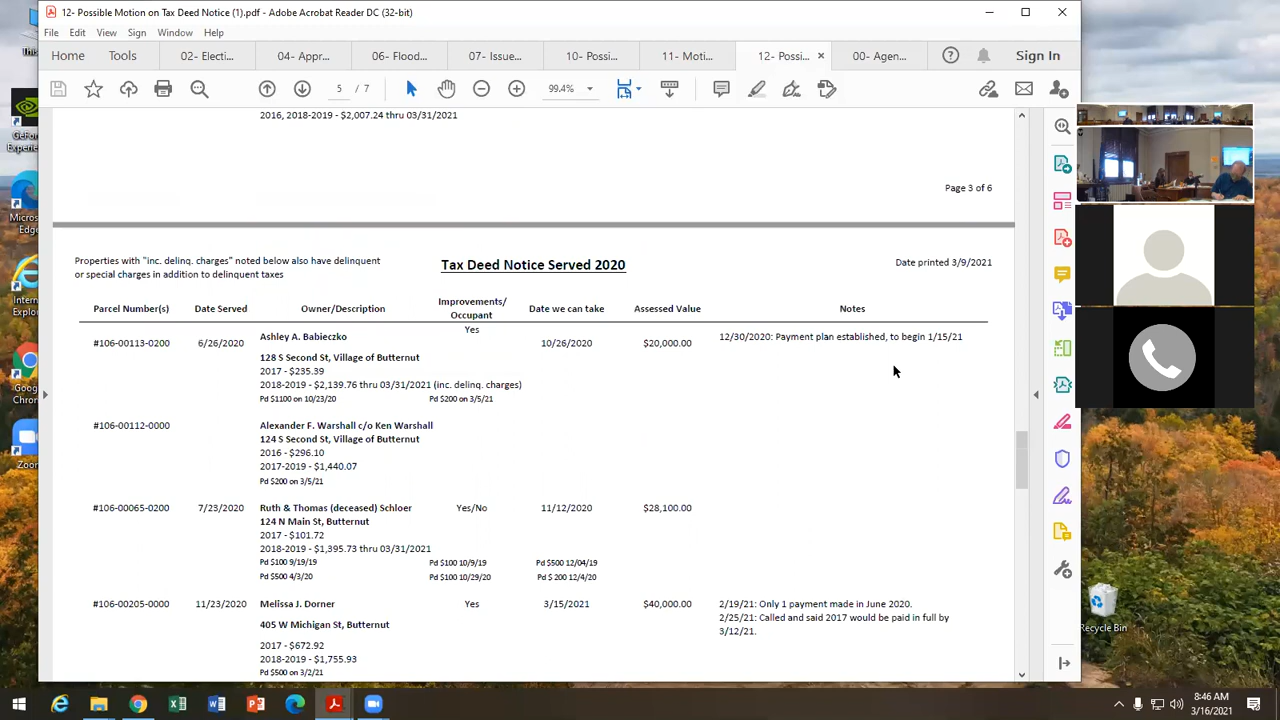 12- Possible Motion on Tax Deed Notice (1).pdf - Adobe Acrobat Reader DC (32-bit)
File Edit View Sign Window Help
Home Tools 02- Electi... 04- Appr... 06- Flood... 07- Issue... 10- Possi... 11- Moti... 12- Possi... × 00- Agen... Sign In
5 / 7 99.4%
2016, 2018-2019 - $2,007.24 thru 03/31/2021
Page 3 of 6
Properties with "inc. delinq. charges" noted below also have delinquent
or special charges in addition to delinquent taxes
Tax Deed Notice Served 2020
Date printed 3/9/2021
Parcel Number(s) Date Served Owner/Description Improvements/ Occupant Date we can take Assessed Value Notes
#106-00113-0200 6/26/2020 Ashley A. Babieczko Yes 10/26/2020 $20,000.00 12/30/2020: Payment plan established, to begin 1/15/21
128 S Second St, Village of Butternut
2017 - $235.39
2018-2019 - $2,139.76 thru 03/31/2021 (inc. delinq. charges)
Pd $1100 on 10/23/20 Pd $200 on 3/5/21
#106-00112-0000 Alexander F. Warshall c/o Ken Warshall
124 S Second St, Village of Butternut
2016 - $296.10
2017-2019 - $1,440.07
Pd $200 on 3/5/21
#106-00065-0200 7/23/2020 Ruth & Thomas (deceased) Schloer Yes/No 11/12/2020 $28,100.00
124 N Main St, Butternut
2017 - $101.72
2018-2019 - $1,395.73 thru 03/31/2021
Pd $100 9/19/19 Pd $100 10/9/19 Pd $500 12/04/19
Pd $500 4/3/20 Pd $100 10/29/20 Pd $ 200 12/4/20
#106-00205-0000 11/23/2020 Melissa J. Dorner Yes 3/15/2021 $40,000.00 2/19/21: Only 1 payment made in June 2020.
2/25/21: Called and said 2017 would be paid in full by
3/12/21.
405 W Michigan St, Butternut
2017 - $672.92
2018-2019 - $1,755.93
Pd $500 on 3/2/21
Micros
Edge
Intern
Explor
Goog
Chro
Zoom
Recycle Bin
8:46 AM
3/16/2021